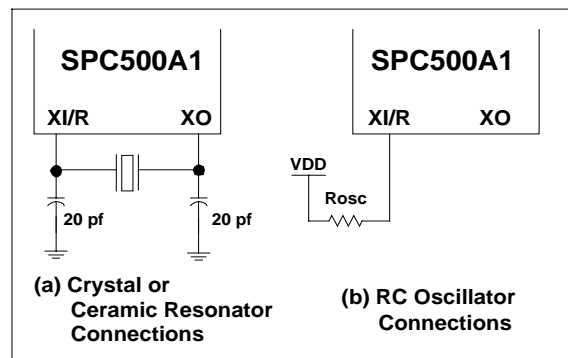 SPC500A1
XI/R XO
20 pf 20 pf
(a) Crystal or
Ceramic Resonator
Connections
SPC500A1
XI/R XO
VDD
Rosc
(b) RC Oscillator
Connections